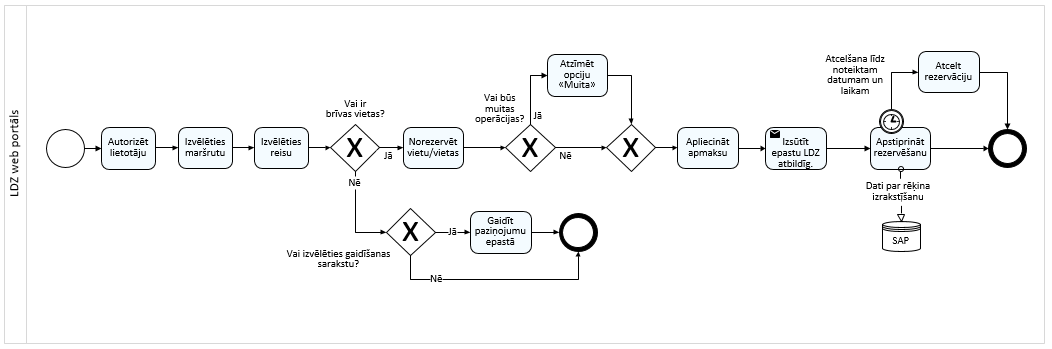 LDZ web portāls
Autorizēt
lietotāju
Izvēlēties
maršrutu
Izvēlēties
reisu
Vai ir
brīvas vietas?
X
Jā
Nē
Norezervēt
vietu/vietas
Vai būs
muitas
operācijas?
X
Jā
Nē
Atzīmēt
opciju
«Muita»
X
Apliecināt
apmaksu
Izsūtīt
epastu LDZ
atbildīg.
Apstiprināt
rezervēšanu
Atcelšana līdz
noteiktam
datumam un
laikam
Atcelt
rezervāciju
Dati par rēķina
izrakstīšanu
SAP
Vai izvēlēties gaidīšanas
sarakstu?
X
Jā
Nē
Gaidīt
paziņojumu
epastā